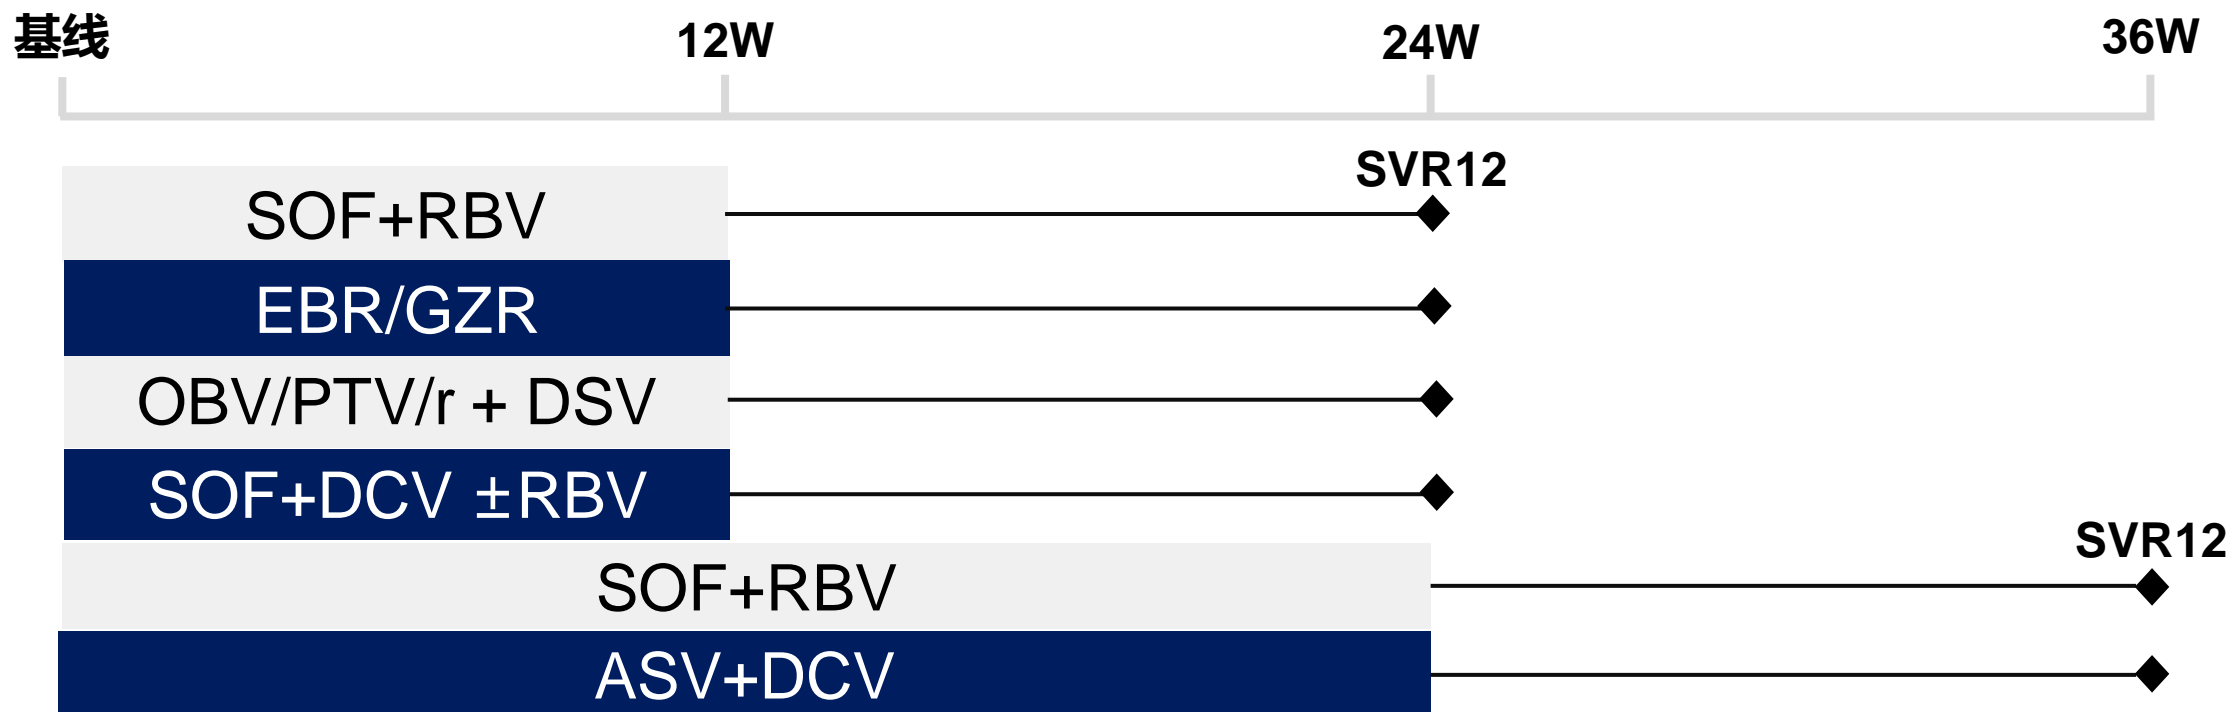 基线 12W 24W 36W
SVR12
SOF+RBV
EBR/GZR
OBV/PTV/r + DSV
SOF+DCV ±RBV
SVR12
SOF+RBV
ASV+DCV